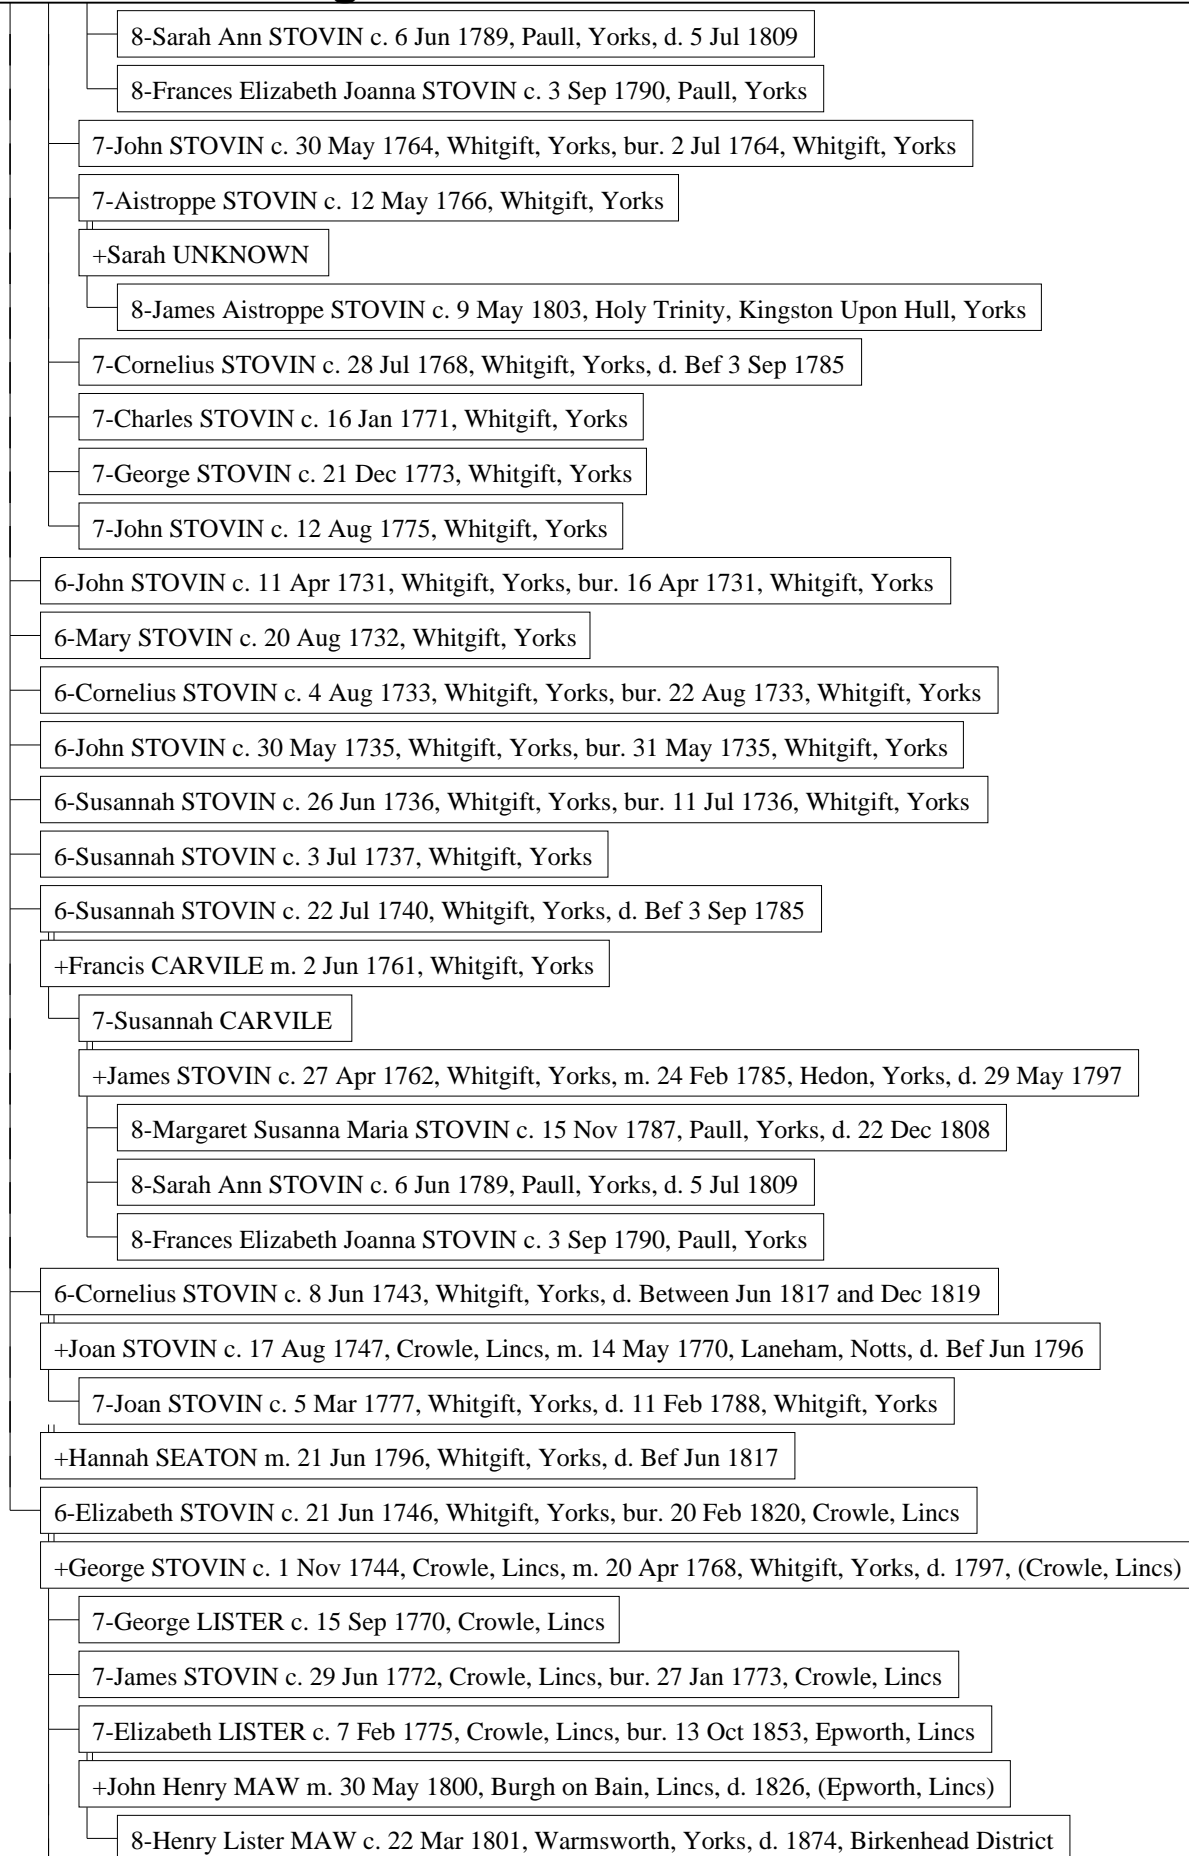 8-Sarah Ann STOVIN c. 6 Jun 1789, Paull, Yorks, d. 5 Jul 1809
8-Frances Elizabeth Joanna STOVIN c. 3 Sep 1790, Paull, Yorks
7-John STOVIN c. 30 May 1764, Whitgift, Yorks, bur. 2 Jul 1764, Whitgift, Yorks
7-Aistroppe STOVIN c. 12 May 1766, Whitgift, Yorks
+Sarah UNKNOWN
8-James Aistroppe STOVIN c. 9 May 1803, Holy Trinity, Kingston Upon Hull, Yorks
7-Cornelius STOVIN c. 28 Jul 1768, Whitgift, Yorks, d. Bef 3 Sep 1785
7-Charles STOVIN c. 16 Jan 1771, Whitgift, Yorks
7-George STOVIN c. 21 Dec 1773, Whitgift, Yorks
7-John STOVIN c. 12 Aug 1775, Whitgift, Yorks
6-John STOVIN c. 11 Apr 1731, Whitgift, Yorks, bur. 16 Apr 1731, Whitgift, Yorks
6-Mary STOVIN c. 20 Aug 1732, Whitgift, Yorks
6-Cornelius STOVIN c. 4 Aug 1733, Whitgift, Yorks, bur. 22 Aug 1733, Whitgift, Yorks
6-John STOVIN c. 30 May 1735, Whitgift, Yorks, bur. 31 May 1735, Whitgift, Yorks
6-Susannah STOVIN c. 26 Jun 1736, Whitgift, Yorks, bur. 11 Jul 1736, Whitgift, Yorks
6-Susannah STOVIN c. 3 Jul 1737, Whitgift, Yorks
6-Susannah STOVIN c. 22 Jul 1740, Whitgift, Yorks, d. Bef 3 Sep 1785
+Francis CARVILE m. 2 Jun 1761, Whitgift, Yorks
7-Susannah CARVILE
+James STOVIN c. 27 Apr 1762, Whitgift, Yorks, m. 24 Feb 1785, Hedon, Yorks, d. 29 May 1797
8-Margaret Susanna Maria STOVIN c. 15 Nov 1787, Paull, Yorks, d. 22 Dec 1808
8-Sarah Ann STOVIN c. 6 Jun 1789, Paull, Yorks, d. 5 Jul 1809
8-Frances Elizabeth Joanna STOVIN c. 3 Sep 1790, Paull, Yorks
6-Cornelius STOVIN c. 8 Jun 1743, Whitgift, Yorks, d. Between Jun 1817 and Dec 1819
+Joan STOVIN c. 17 Aug 1747, Crowle, Lincs, m. 14 May 1770, Laneham, Notts, d. Bef Jun 1796
7-Joan STOVIN c. 5 Mar 1777, Whitgift, Yorks, d. 11 Feb 1788, Whitgift, Yorks
+Hannah SEATON m. 21 Jun 1796, Whitgift, Yorks, d. Bef Jun 1817
6-Elizabeth STOVIN c. 21 Jun 1746, Whitgift, Yorks, bur. 20 Feb 1820, Crowle, Lincs
+George STOVIN c. 1 Nov 1744, Crowle, Lincs, m. 20 Apr 1768, Whitgift, Yorks, d. 1797, (Crowle, Lincs)
7-George LISTER c. 15 Sep 1770, Crowle, Lincs
7-James STOVIN c. 29 Jun 1772, Crowle, Lincs, bur. 27 Jan 1773, Crowle, Lincs
7-Elizabeth LISTER c. 7 Feb 1775, Crowle, Lincs, bur. 13 Oct 1853, Epworth, Lincs
+John Henry MAW m. 30 May 1800, Burgh on Bain, Lincs, d. 1826, (Epworth, Lincs)
8-Henry Lister MAW c. 22 Mar 1801, Warmsworth, Yorks, d. 1874, Birkenhead District